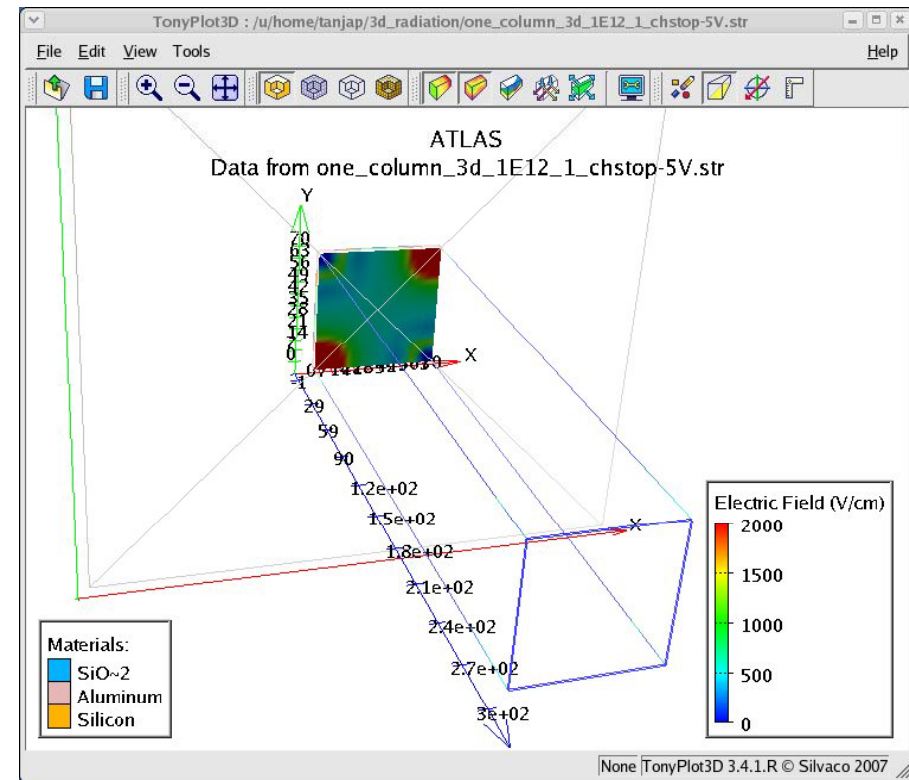 TonyPlot3D : /u/home/tanjap/3d_radiation/one_column_3d_1E12_1_chstop-5V.str
File Edit View Tools Help
ATLAS
Data from one_column_3d_1E12_1_chstop-5V.str
Y
70
63
56
49
42
35
28
21
14
0
X
-1
29
59
90
1.2e+02
1.5e+02
1.8e+02
X
2.1e+02
2.4e+02
2.7e+02
3e+02
Electric Field (V/cm)
2000
1500
1000
500
0
Materials:
SiO~2
Aluminum
Silicon
None TonyPlot3D 3.4.1.R © Silvaco 2007